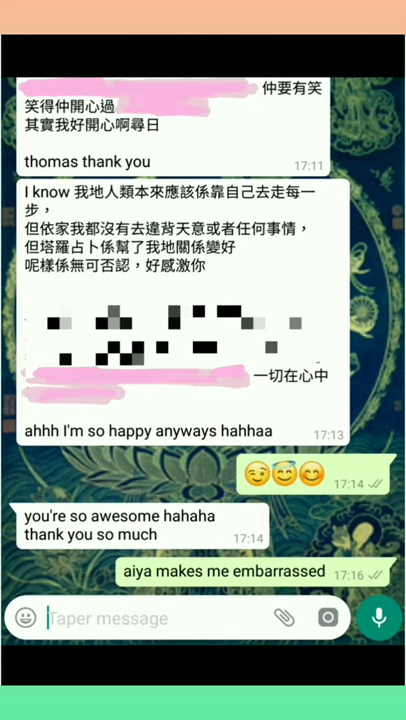 仲要有笑
笑得仲開心過
其實我好開心啊尋日
thomas thank you
17:11
I know 我地人類本來應該係靠自己去走每一
步，
但依家我都沒有去違背天意或者任何事情，
但塔羅占卜係幫了我地關係變好
呢樣係無可否認，好感激你
一切在心中
ahhh I'm so happy anyways hahhaa
17:13
😉😇😊
17:14
you're so awesome hahaha
thank you so much
17:14
aiya makes me embarrassed
17:16
Taper message